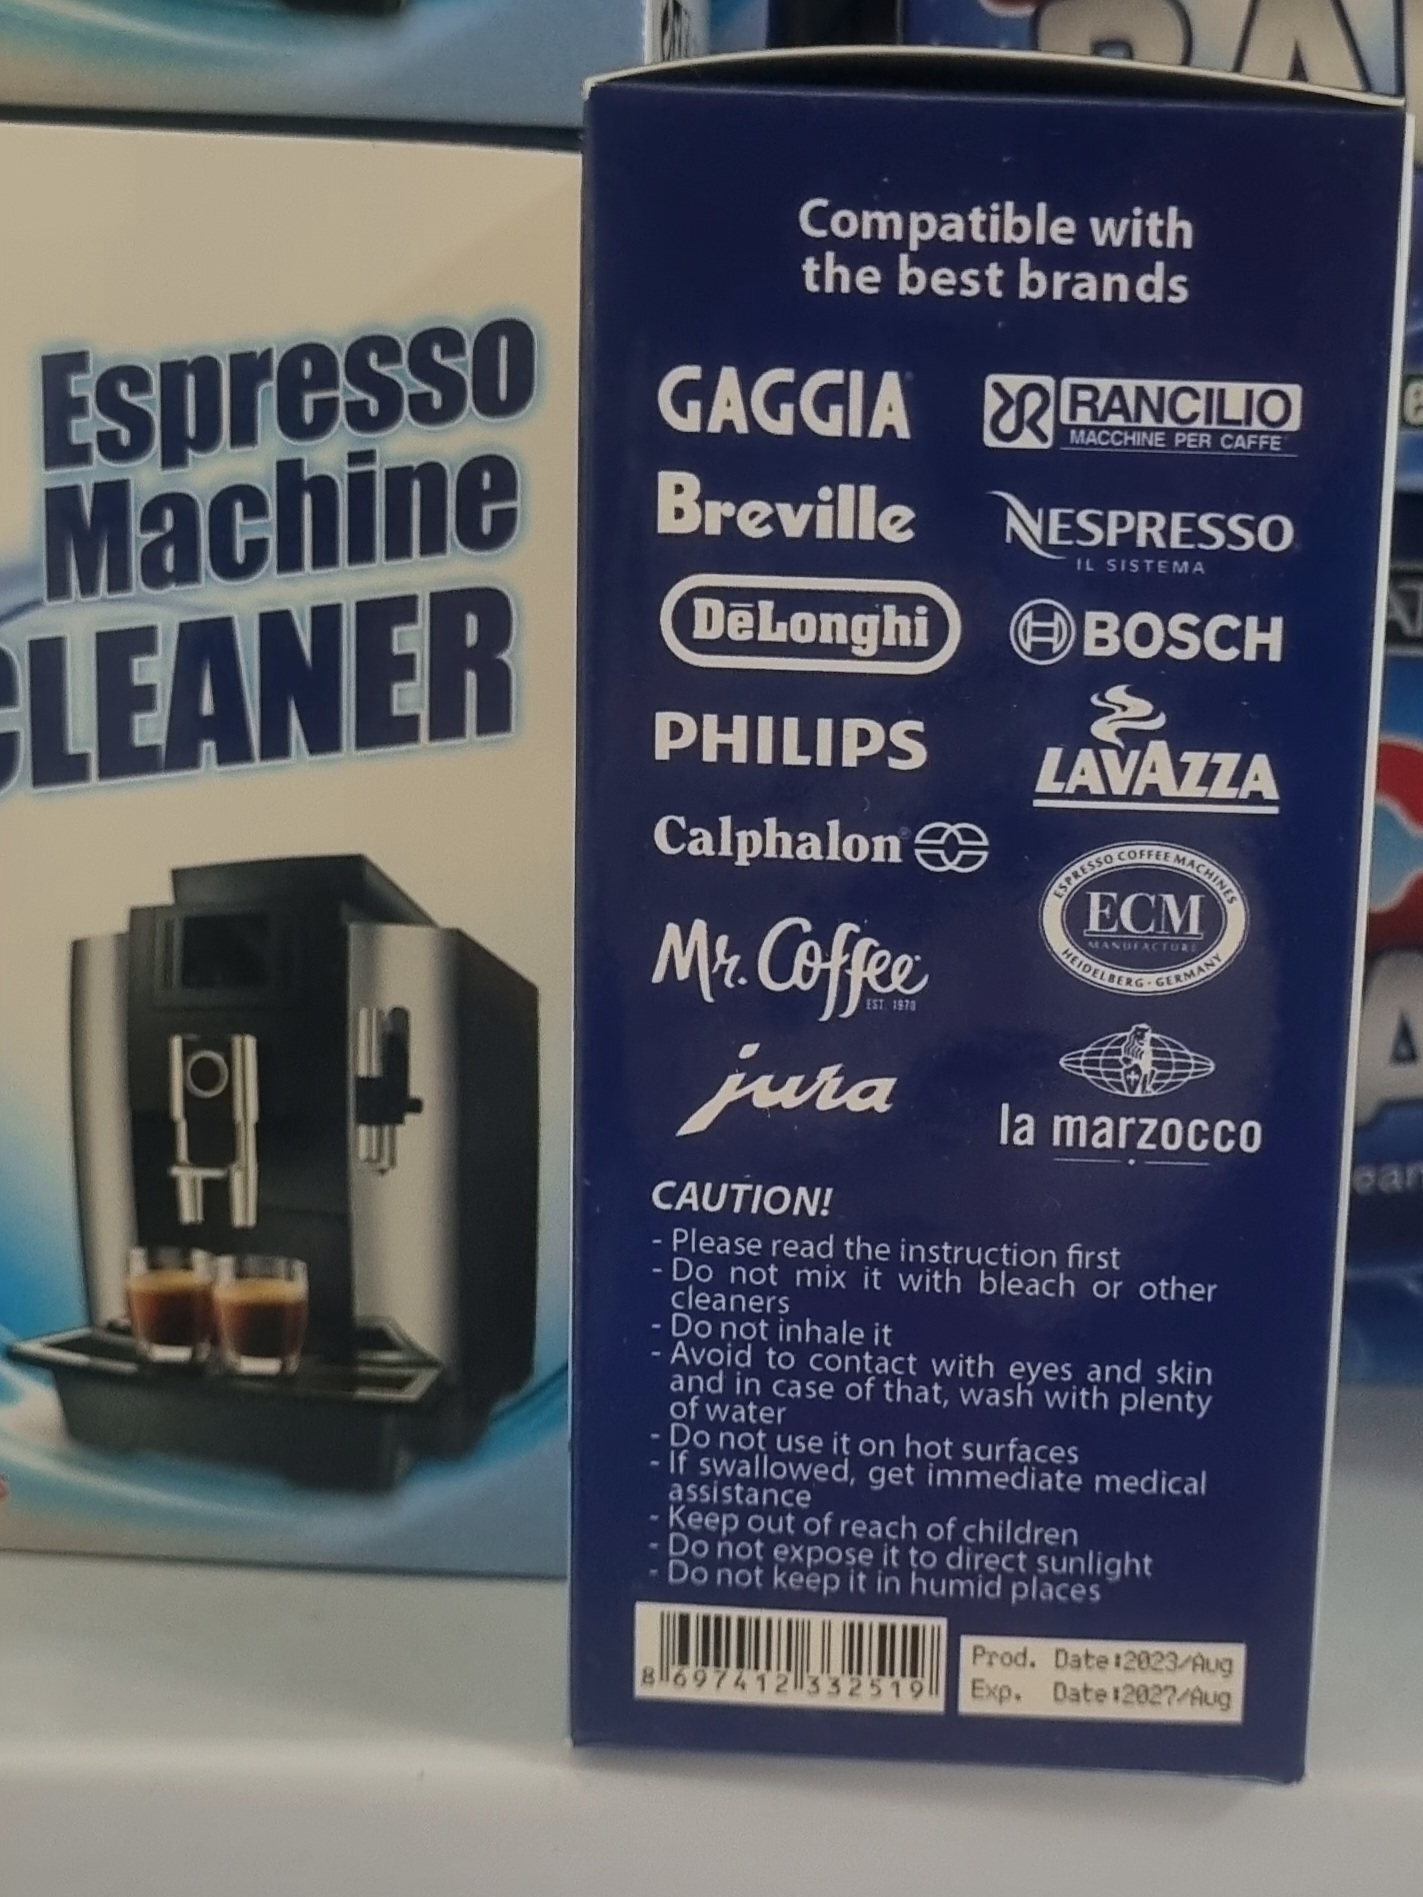 Espresso
Machine
CLEANER
Compatible with
the best brands
GAGGIA
RANCILIO
MACCHINE PER CAFFE
Breville
NESPRESSO
IL SISTEMA
DeLonghi
BOSCH
PHILIPS
LAVAZZA
Calphalon
ESPRESSO COFFEE MACHINES
ECM
MANUFACTURE
HEIDELBERG - GERMANY
Mr. Coffee
EST. 1970
jura
la marzocco
CAUTION!
- Please read the instruction first
- Do not mix it with bleach or other
cleaners
- Do not inhale it
- Avoid to contact with eyes and skin
and in case of that, wash with plenty
of water
- Do not use it on hot surfaces
- If swallowed, get immediate medical
assistance
- Keep out of reach of children
- Do not expose it to direct sunlight
- Do not keep it in humid places
8 697412 332519
Prod. Date:2023/Aug
Exp. Date:2027/Aug